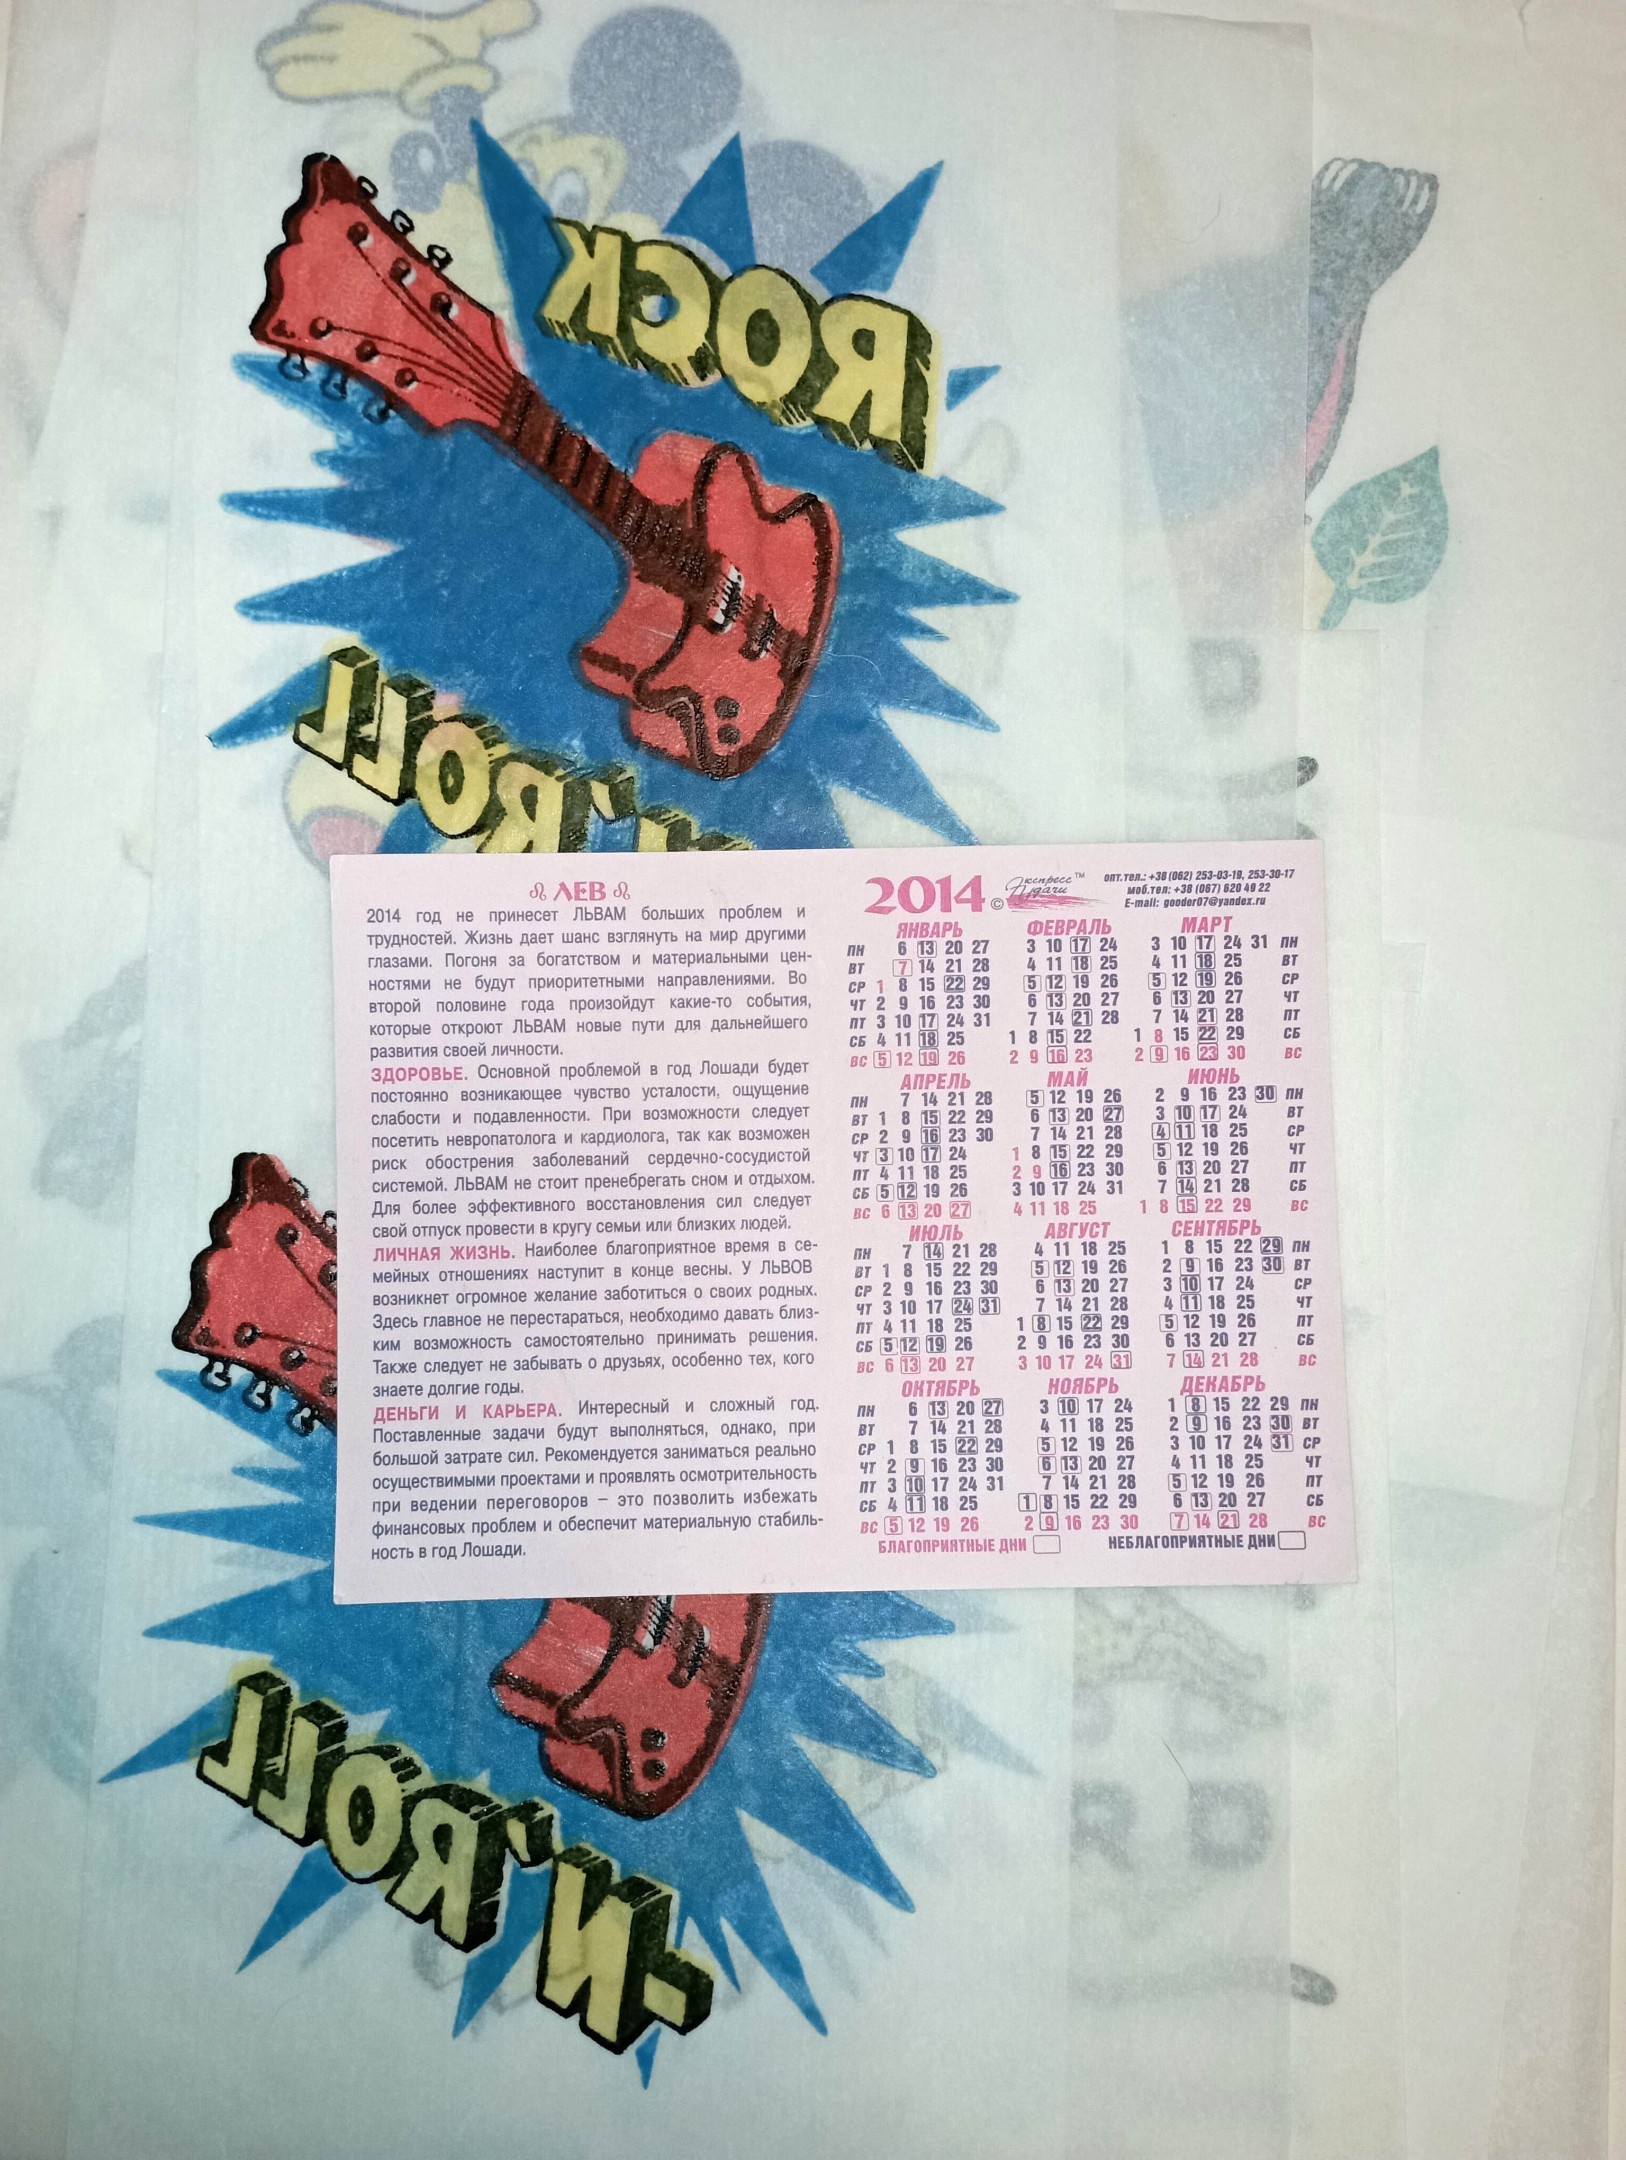 ROCK
'N' ROLL
♌ ЛЕВ ♌
2014 год не принесет ЛЬВАМ больших проблем и
трудностей. Жизнь дает шанс взглянуть на мир другими
глазами. Погоня за богатством и материальными цен-
ностями не будут приоритетными направлениями. Во
второй половине года произойдут какие-то события,
которые откроют ЛЬВАМ новые пути для дальнейшего
развития своей личности.
ЗДОРОВЬЕ. Основной проблемой в год Лошади будет
постоянно возникающее чувство усталости, ощущение
слабости и подавленности. При возможности следует
посетить невропатолога и кардиолога, так как возможен
риск обострения заболеваний сердечно-сосудистой
системой. ЛЬВАМ не стоит пренебрегать сном и отдыхом.
Для более эффективного восстановления сил следует
свой отпуск провести в кругу семьи или близких людей.
ЛИЧНАЯ ЖИЗНЬ. Наиболее благоприятное время в се-
мейных отношениях наступит в конце весны. У ЛЬВОВ
возникнет огромное желание заботиться о своих родных.
Здесь главное не перестараться, необходимо давать близ-
ким возможность самостоятельно принимать решения.
Также следует не забывать о друзьях, особенно тех, кого
знаете долгие годы.
ДЕНЬГИ И КАРЬЕРА. Интересный и сложный год.
Поставленные задачи будут выполняться, однако, при
большой затрате сил. Рекомендуется заниматься реально
осуществимыми проектами и проявлять осмотрительность
при ведении переговоров – это позволить избежать
финансовых проблем и обеспечит материальную стабиль-
ность в год Лошади.
2014 © Экспресс Удачи™
опт.тел.: +38 (062) 253-03-19, 253-30-17
моб.тел: +38 (067) 620 49 22
E-mail: gooder07@yandex.ru
ЯНВАРЬ ФЕВРАЛЬ МАРТ
ПН 6 13 20 27 3 10 17 24 3 10 17 24 31 ПН
ВТ 7 14 21 28 4 11 18 25 4 11 18 25 ВТ
СР 1 8 15 22 29 5 12 19 26 5 12 19 26 СР
ЧТ 2 9 16 23 30 6 13 20 27 6 13 20 27 ЧТ
ПТ 3 10 17 24 31 7 14 21 28 7 14 21 28 ПТ
СБ 4 11 18 25 1 8 15 22 1 8 15 22 29 СБ
ВС 5 12 19 26 2 9 16 23 2 9 16 23 30 ВС
АПРЕЛЬ МАЙ ИЮНЬ
ПН 7 14 21 28 5 12 19 26 2 9 16 23 30 ПН
ВТ 1 8 15 22 29 6 13 20 27 3 10 17 24 ВТ
СР 2 9 16 23 30 7 14 21 28 4 11 18 25 СР
ЧТ 3 10 17 24 1 8 15 22 29 5 12 19 26 ЧТ
ПТ 4 11 18 25 2 9 16 23 30 6 13 20 27 ПТ
СБ 5 12 19 26 3 10 17 24 31 7 14 21 28 СБ
ВС 6 13 20 27 4 11 18 25 1 8 15 22 29 ВС
ИЮЛЬ АВГУСТ СЕНТЯБРЬ
ПН 7 14 21 28 4 11 18 25 1 8 15 22 29 ПН
ВТ 1 8 15 22 29 5 12 19 26 2 9 16 23 30 ВТ
СР 2 9 16 23 30 6 13 20 27 3 10 17 24 СР
ЧТ 3 10 17 24 31 7 14 21 28 4 11 18 25 ЧТ
ПТ 4 11 18 25 1 8 15 22 29 5 12 19 26 ПТ
СБ 5 12 19 26 2 9 16 23 30 6 13 20 27 СБ
ВС 6 13 20 27 3 10 17 24 31 7 14 21 28 ВС
ОКТЯБРЬ НОЯБРЬ ДЕКАБРЬ
ПН 6 13 20 27 3 10 17 24 1 8 15 22 29 ПН
ВТ 7 14 21 28 4 11 18 25 2 9 16 23 30 ВТ
СР 1 8 15 22 29 5 12 19 26 3 10 17 24 31 СР
ЧТ 2 9 16 23 30 6 13 20 27 4 11 18 25 ЧТ
ПТ 3 10 17 24 31 7 14 21 28 5 12 19 26 ПТ
СБ 4 11 18 25 1 8 15 22 29 6 13 20 27 СБ
ВС 5 12 19 26 2 9 16 23 30 7 14 21 28 ВС
БЛАГОПРИЯТНЫЕ ДНИ НЕБЛАГОПРИЯТНЫЕ ДНИ
-N' ROLL